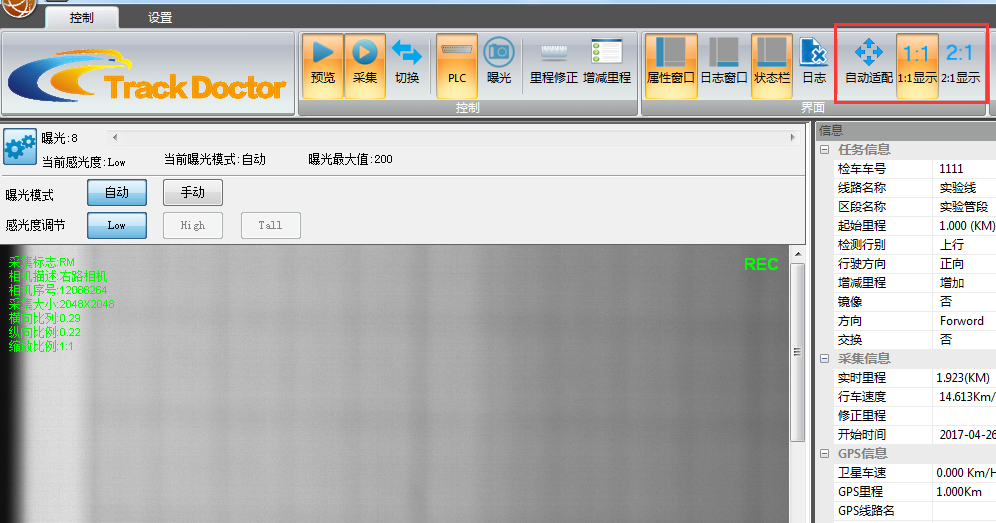 控制 设置
Track Doctor
预览 采集 切换 PLC 曝光 里程修正 增减里程 属性窗口 日志窗口 状态栏 日志 自动适配 1:1 1:1显示 2:1 2:1显示
控制 界面
曝光:8
当前感光度:Low 当前曝光模式:自动 曝光最大值:200
曝光模式 自动 手动
感光度调节 Low High Tall
采集标志:RM
相机描述:右路相机
相机序号:12066264
采集大小:2048X2048
横向比列:0.29
纵向比例:0.22
缩放比例:1:1
REC
信息
任务信息
检车车号 1111
线路名称 实验线
区段名称 实验管段
起始里程 1.000 (KM)
检测行别 上行
行驶方向 正向
增减里程 增加
镜像 否
方向 Forword
交换 否
采集信息
实时里程 1.923(KM)
行车速度 14.613Km/
修正里程
开始时间 2017-04-26
GPS信息
卫星车速 0.000 Km/H
GPS里程 1.000Km
GPS线路名